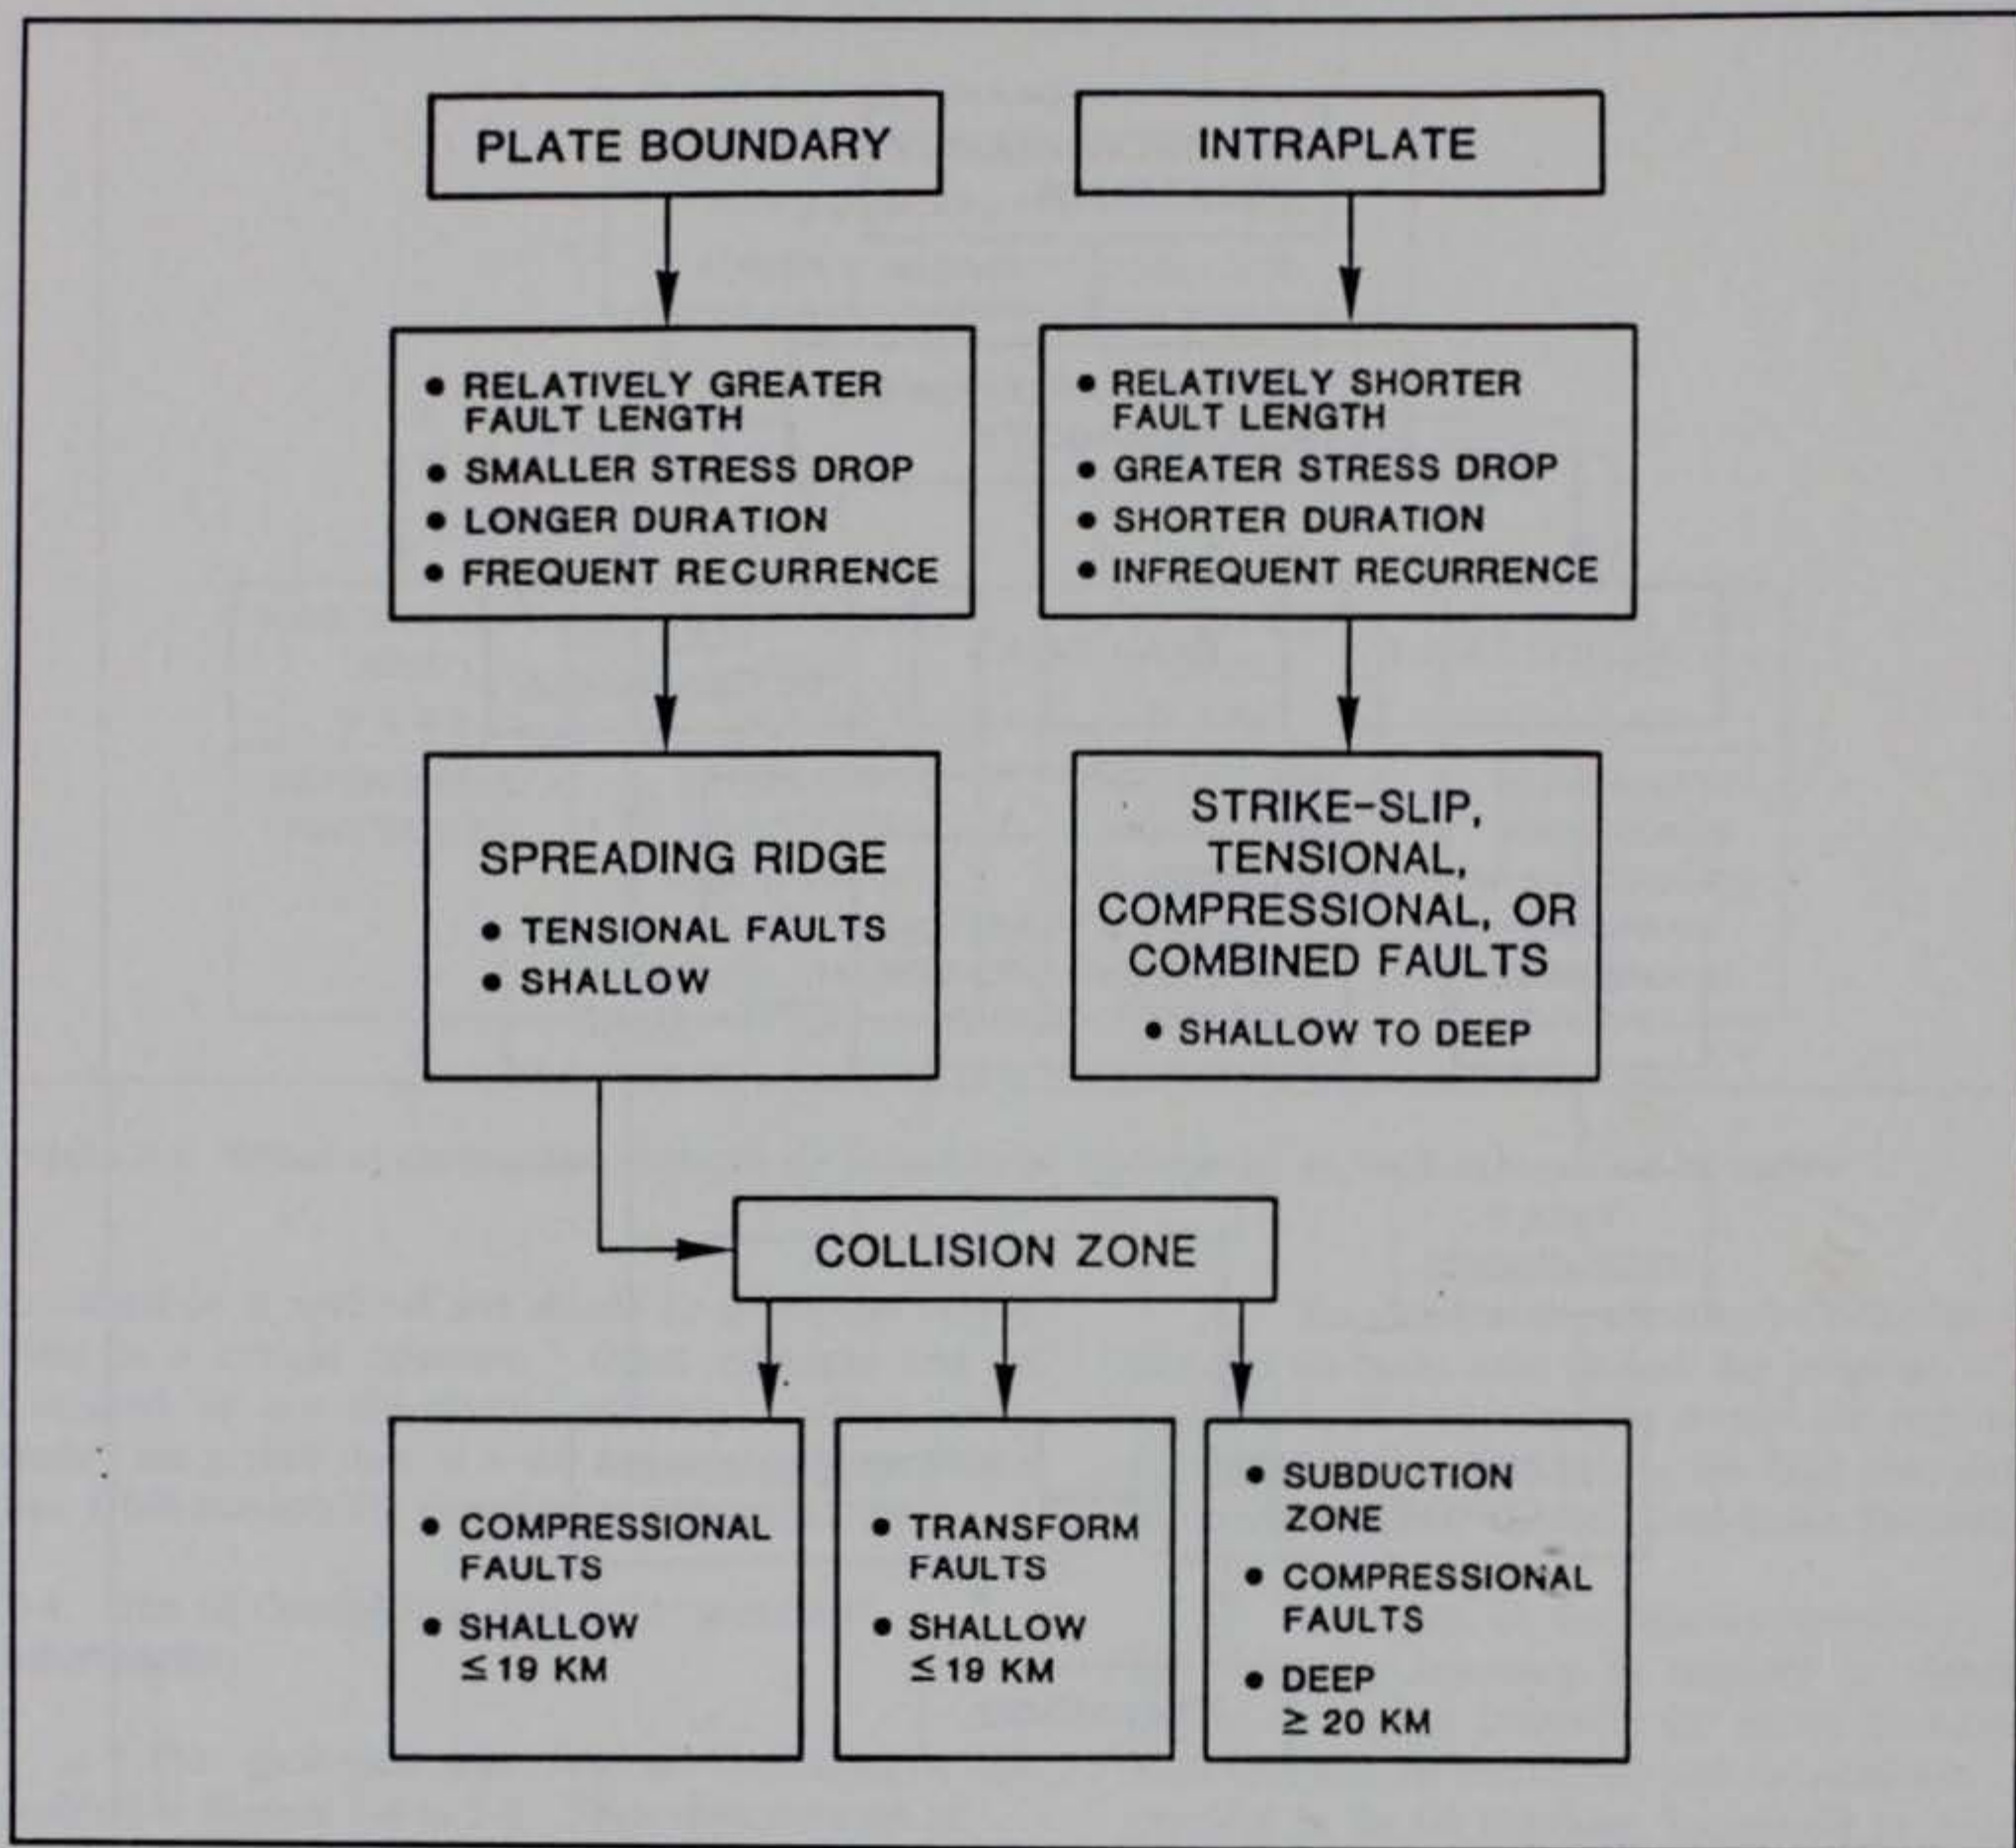 PLATE BOUNDARY
INTRAPLATE
• RELATIVELY GREATER
FAULT LENGTH
• SMALLER STRESS DROP
• LONGER DURATION
• FREQUENT RECURRENCE
• RELATIVELY SHORTER
FAULT LENGTH
• GREATER STRESS DROP
• SHORTER DURATION
• INFREQUENT RECURRENCE
SPREADING RIDGE
• TENSIONAL FAULTS
• SHALLOW
STRIKE-SLIP,
TENSIONAL,
COMPRESSIONAL, OR
COMBINED FAULTS
• SHALLOW TO DEEP
COLLISION ZONE
• COMPRESSIONAL
FAULTS
• SHALLOW
≤ 19 KM
• TRANSFORM
FAULTS
• SHALLOW
≤ 19 KM
• SUBDUCTION
ZONE
• COMPRESSIONAL
FAULTS
• DEEP
≥ 20 KM